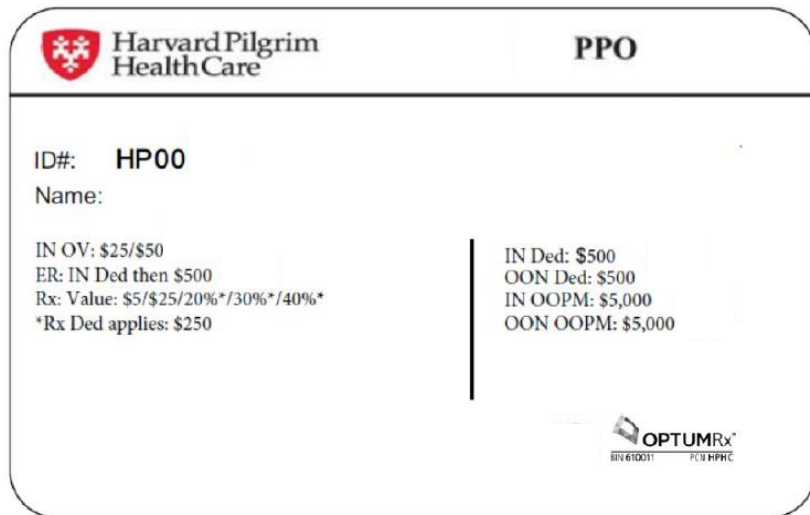 Harvard Pilgrim
HealthCare
PPO
ID#: HP00
Name:
IN OV: $25/$50
ER: IN Ded then $500
Rx: Value: $5/$25/20%*/30%*/40%*
*Rx Ded applies: $250
IN Ded: $500
OON Ded: $500
IN OOPM: $5,000
OON OOPM: $5,000
OPTUMRx™
BIN 610011 PCN HPHC